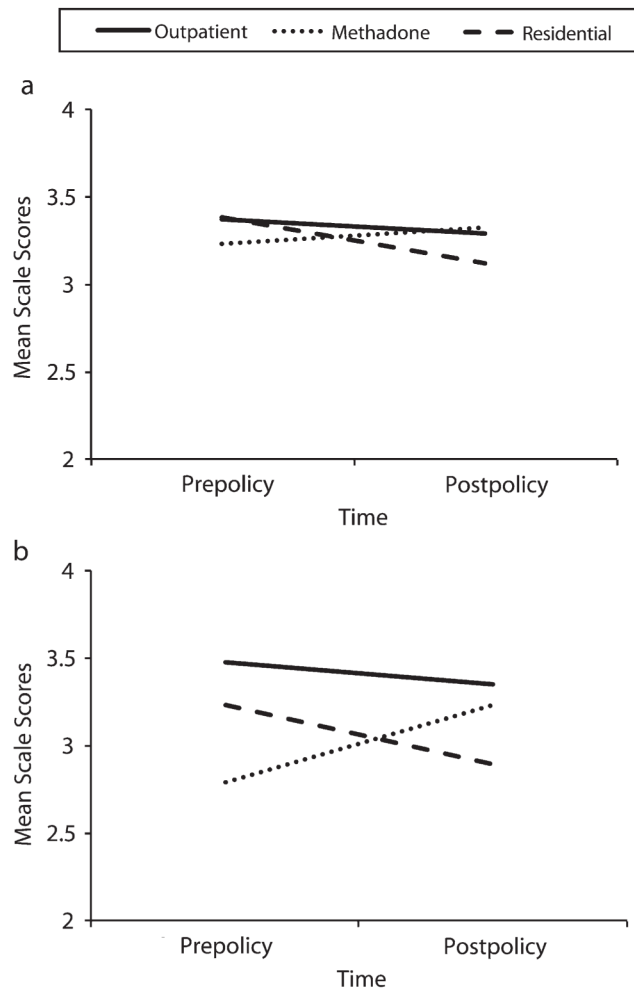 Outpatient Methadone Residential
a
4
3.5
3
2.5
2
Mean Scale Scores
Prepolicy Postpolicy
Time
b
4
3.5
3
2.5
2
Mean Scale Scores
Prepolicy Postpolicy
Time